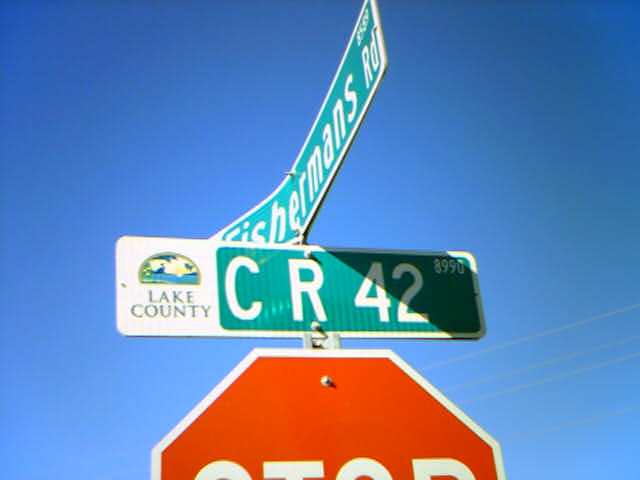 Fishermans Rd
LAKE
COUNTY
C R 42
8990
STOP